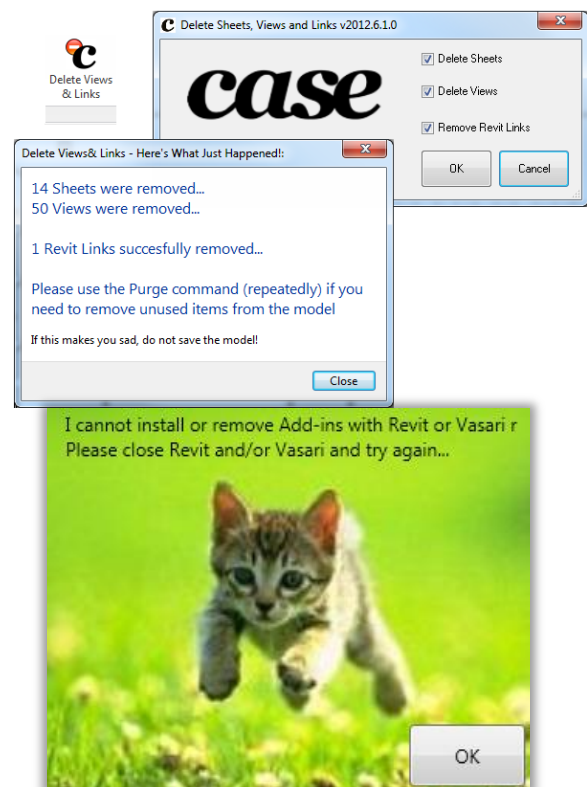 Delete Views
& Links
Delete Sheets, Views and Links v2012.6.1.0
case
Delete Sheets
Delete Views
Remove Revit Links
OK
Cancel
Delete Views& Links - Here's What Just Happened!:
14 Sheets were removed...
50 Views were removed...
1 Revit Links succesfully removed...
Please use the Purge command (repeatedly) if you
need to remove unused items from the model
If this makes you sad, do not save the model!
Close
I cannot install or remove Add-ins with Revit or Vasari r
Please close Revit and/or Vasari and try again...
OK